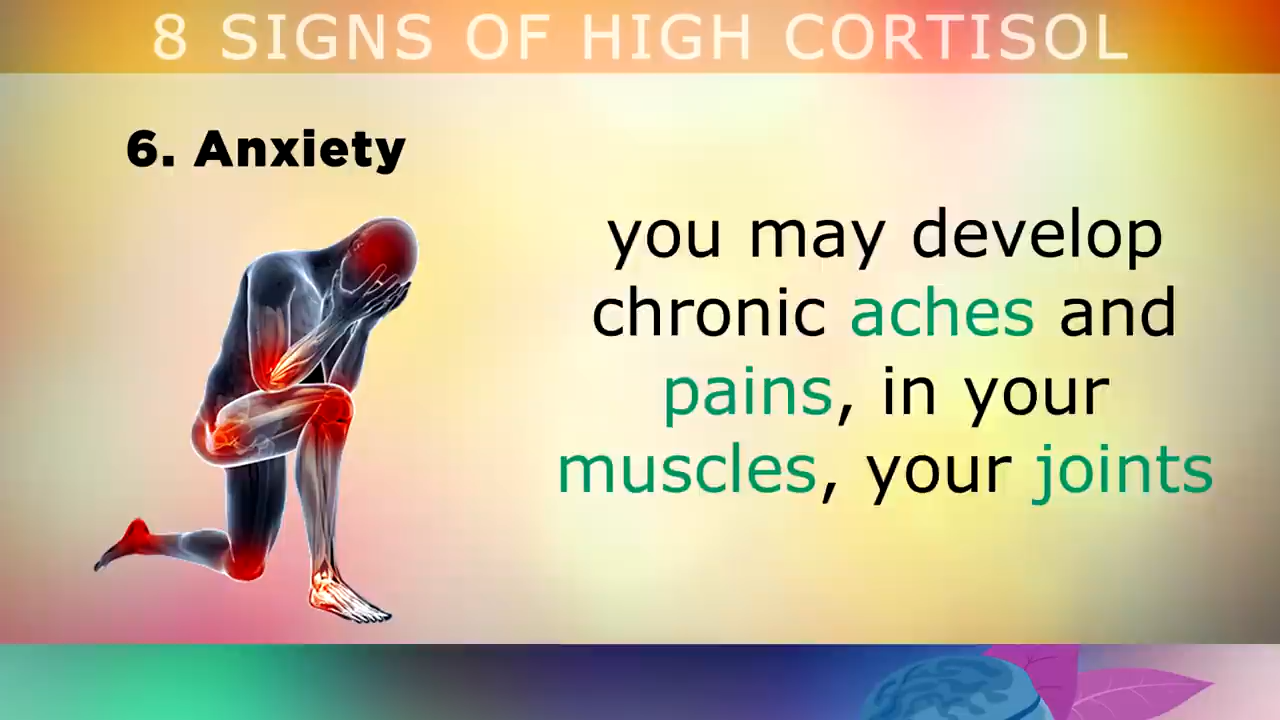 8 SIGNS OF HIGH CORTISOL
6. Anxiety
you may develop
chronic aches and
pains, in your
muscles, your joints